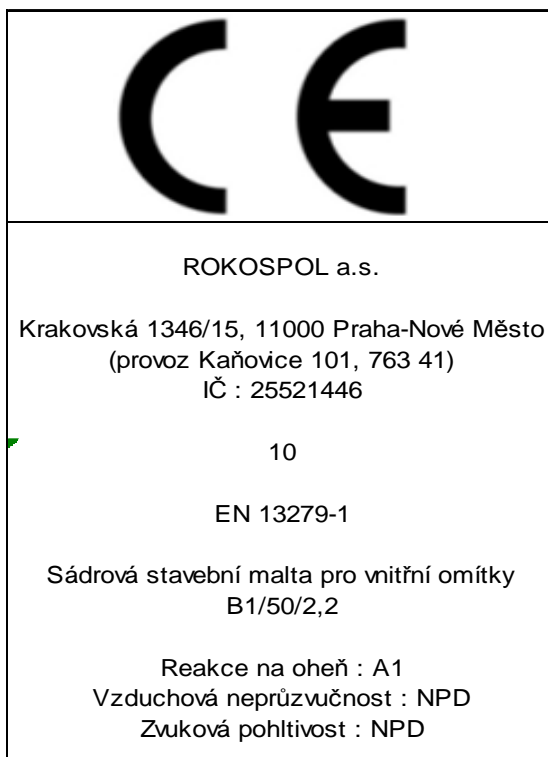 CE
ROKOSPOL a.s.
Krakovská 1346/15, 11000 Praha-Nové Město
(provoz Kaňovice 101, 763 41)
IČ : 25521446
10
EN 13279-1
Sádrová stavební malta pro vnitřní omítky
B1/50/2,2
Reakce na oheň : A1
Vzduchová neprůzvučnost : NPD
Zvuková pohltivost : NPD